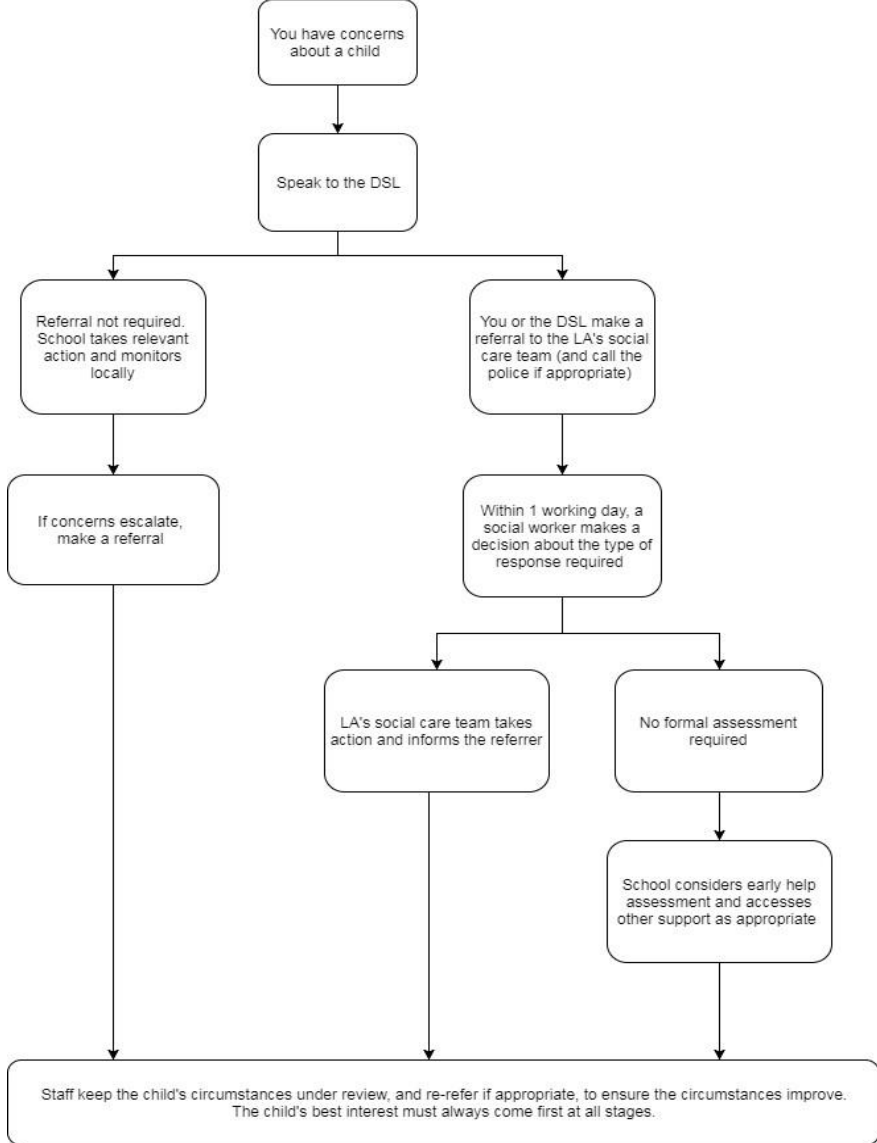 You have concerns
about a child
Speak to the DSL
Referral not required.
School takes relevant
action and monitors
locally
You or the DSL make a
referral to the LA's social
care team (and call the
police if appropriate)
If concerns escalate,
make a referral
Within 1 working day, a
social worker makes a
decision about the type of
response required
LA's social care team takes
action and informs the referrer
No formal assessment
required
School considers early help
assessment and accesses
other support as appropriate
Staff keep the child's circumstances under review, and re-refer if appropriate, to ensure the circumstances improve.
The child's best interest must always come first at all stages.